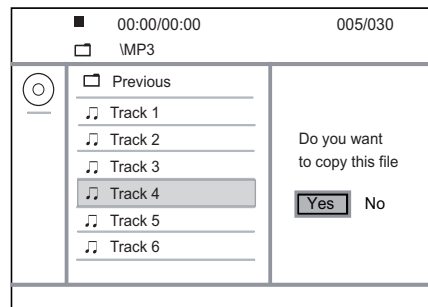 00:00/00:00 005/030
\MP3
Previous
Track 1
Track 2
Track 3
Track 4
Track 5
Track 6
Do you want
to copy this file
Yes No